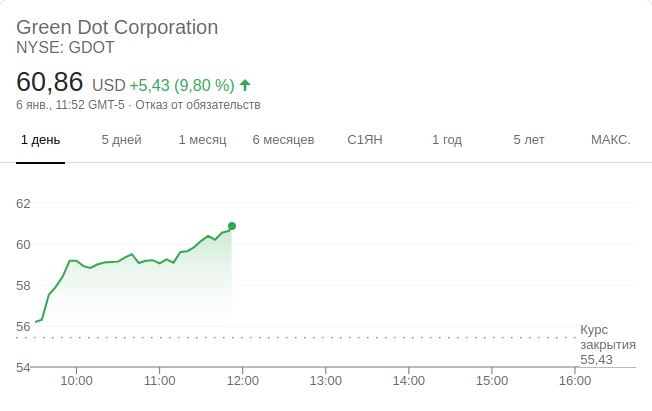 Green Dot Corporation
NYSE: GDOT
60,86 USD +5,43 (9,80 %)
6 янв., 11:52 GMT-5 · Отказ от обязательств
1 день 5 дней 1 месяц 6 месяцев С1ЯН 1 год 5 лет МАКС.
62
60
58
56
54
Курс
закрытия
55,43
10:00 11:00 12:00 13:00 14:00 15:00 16:00